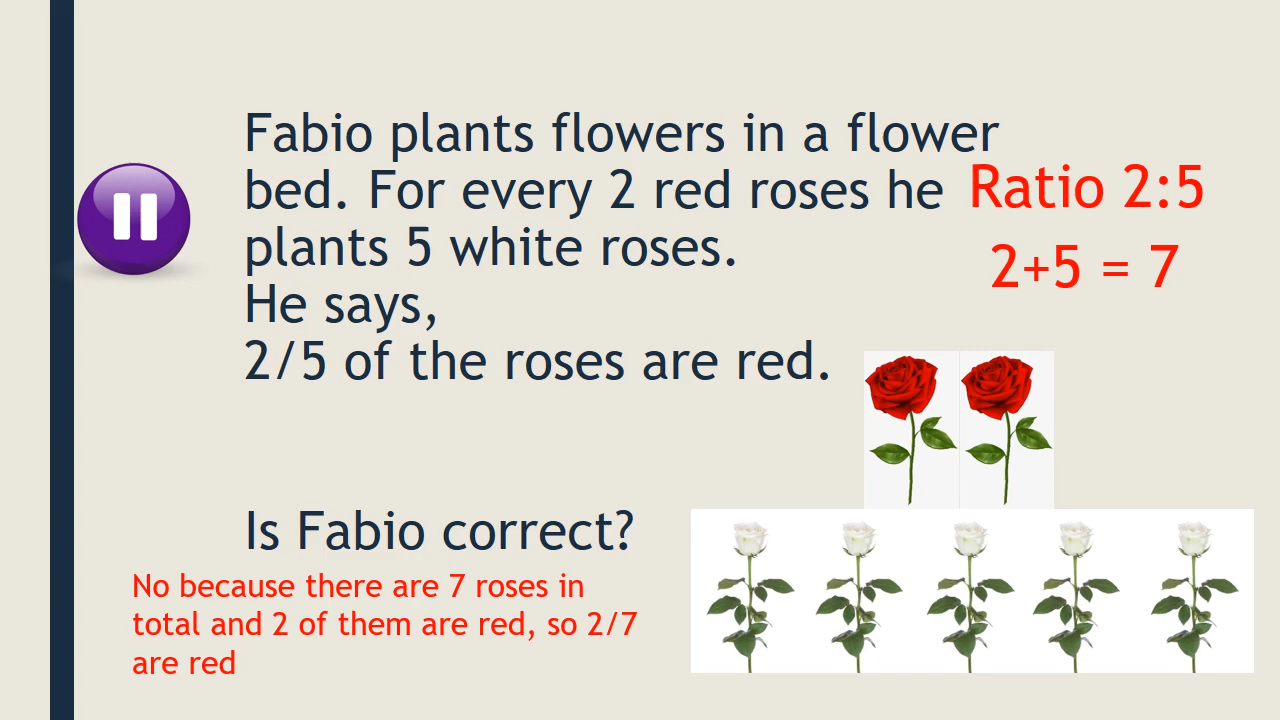 Fabio plants flowers in a flower
bed. For every 2 red roses he
plants 5 white roses.
He says,
2/5 of the roses are red.
Ratio 2:5
2+5 = 7
Is Fabio correct?
No because there are 7 roses in
total and 2 of them are red, so 2/7
are red